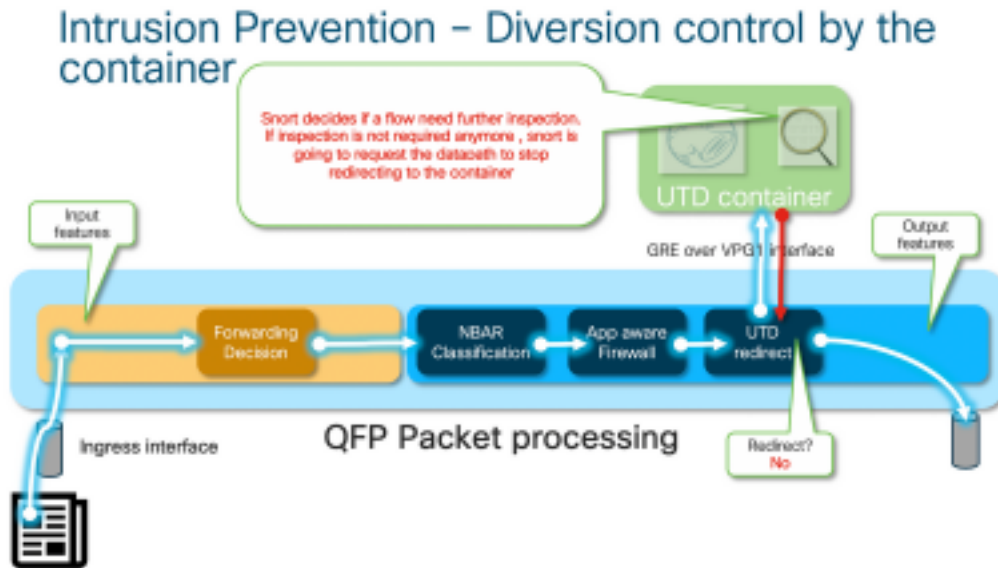 Intrusion Prevention – Diversion control by the
container
Snort decides if a flow need further inspection.
If inspection is not required anymore , snort is
going to request the datapath to stop
redirecting to the container
UTD container
Input
features
GRE over VPG1 interface
Output
features
Forwarding
Decision
NBAR
Classification
App aware
Firewall
UTD
redirect
Ingress interface
QFP Packet processing
Redirect?
No